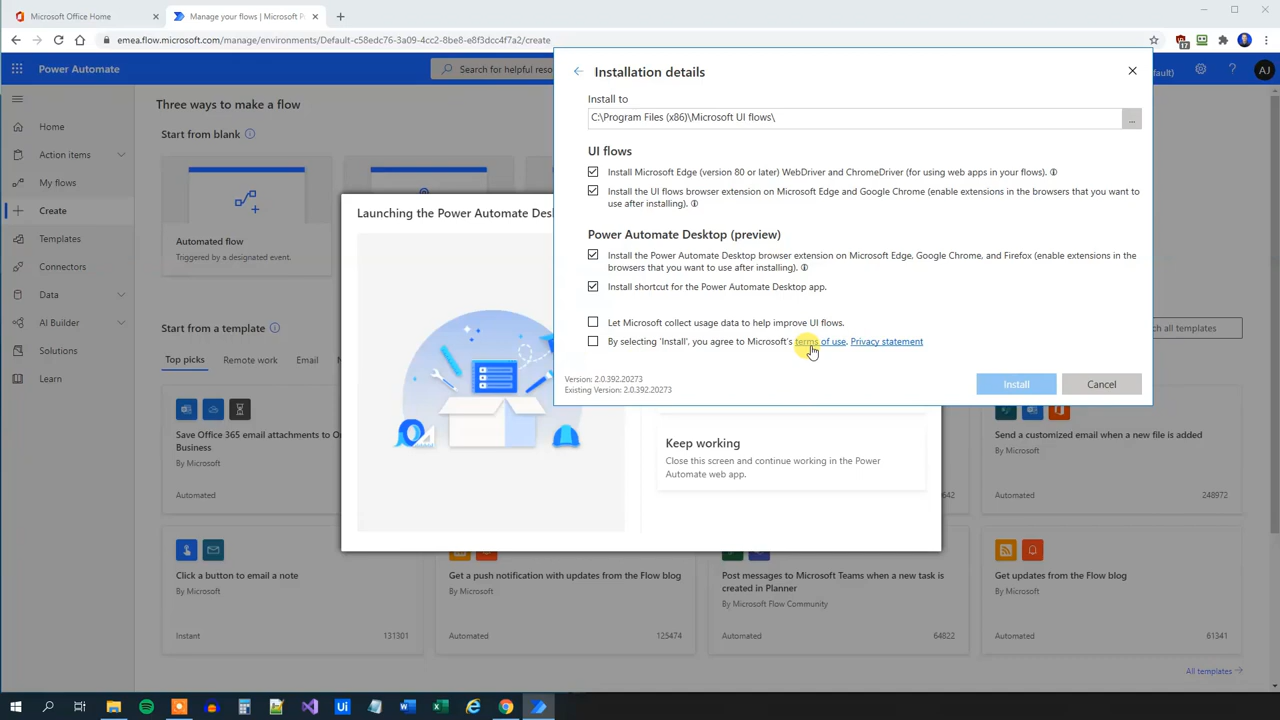 Microsoft Office Home
Manage your flows | Microsoft P
emea.flow.microsoft.com/manage/environments/Default-c58edc76-3a09-4cc2-8be8-e8f3dcc4f7a2/create
17
Power Automate
Search for helpful reso
fault)
?
AJ
Home
Action items
My flows
Create
Templates
Connectors
Data
AI Builder
Solutions
Learn
Three ways to make a flow
Start from blank
Automated flow
Triggered by a designated event.
Start from a template
ch all templates
Top picks
Remote work
Email
N
Save Office 365 email attachments to On
Business
By Microsoft
Automated
642
Send a customized email when a new file is added
By Microsoft
Automated
248972
Click a button to email a note
By Microsoft
Instant
131301
Get a push notification with updates from the Flow blog
By Microsoft
Automated
125474
Post messages to Microsoft Teams when a new task is
created in Planner
By Microsoft Flow Community
Automated
64822
Get updates from the Flow blog
By Microsoft
Automated
61341
All templates
Launching the Power Automate Des
Keep working
Close this screen and continue working in the Power
Automate web app.
Installation details
Install to
C:\Program Files (x86)\Microsoft UI flows\
...
UI flows
Install Microsoft Edge (version 80 or later) WebDriver and ChromeDriver (for using web apps in your flows).
Install the UI flows browser extension on Microsoft Edge and Google Chrome (enable extensions in the browsers that you want to
use after installing).
Power Automate Desktop (preview)
Install the Power Automate Desktop browser extension on Microsoft Edge, Google Chrome, and Firefox (enable extensions in the
browsers that you want to use after installing).
Install shortcut for the Power Automate Desktop app.
Let Microsoft collect usage data to help improve UI flows.
By selecting 'Install', you agree to Microsoft's terms of use. Privacy statement
Version: 2.0.392.20273
Existing Version: 2.0.392.20273
Install
Cancel
Ui